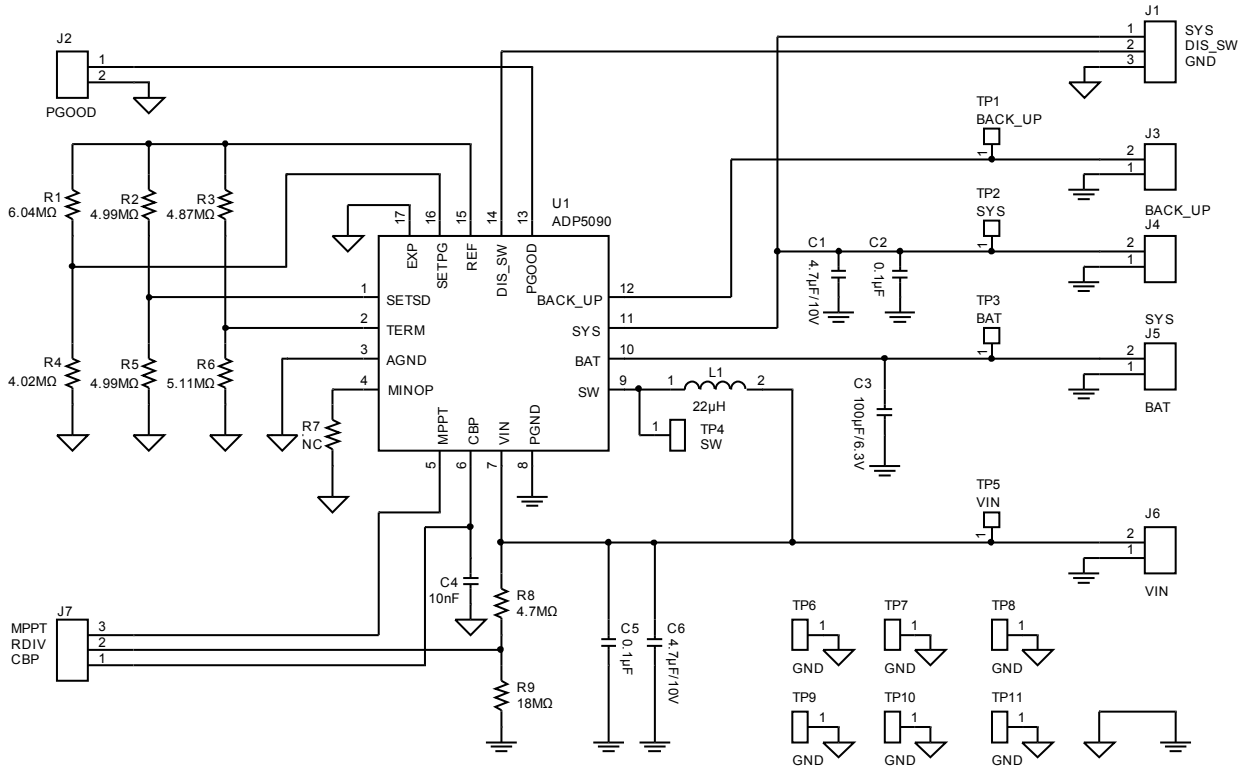 J1
1
SYS
2
DIS_SW
3
GND
J2
1
2
PGOOD
TP1
BACK_UP
1
J3
2
1
BACK_UP
R1
6.04MΩ
R2
4.99MΩ
R3
4.87MΩ
U1
ADP5090
17
16
15
14
13
EXP
SETPG
REF
DIS_SW
PGOOD
TP2
SYS
1
J4
2
1
SYS
C1
4.7µF/10V
C2
0.1µF
1
SETSD
2
TERM
3
AGND
4
MINOP
BACK_UP
12
SYS
11
BAT
10
SW
9
TP3
BAT
1
J5
2
1
BAT
R4
4.02MΩ
R5
4.99MΩ
R6
5.11MΩ
R7
NC
MPPT
CBP
VIN
PGND
5
6
7
8
1
L1
2
22µH
1
TP4
SW
C3
100µF/6.3V
TP5
VIN
1
J6
2
1
VIN
C4
10nF
R8
4.7MΩ
R9
18MΩ
C5
0.1µF
C6
4.7µF/10V
J7
MPPT
3
RDIV
2
CBP
1
TP6
1
GND
TP7
1
GND
TP8
1
GND
TP9
1
GND
TP10
1
GND
TP11
1
GND